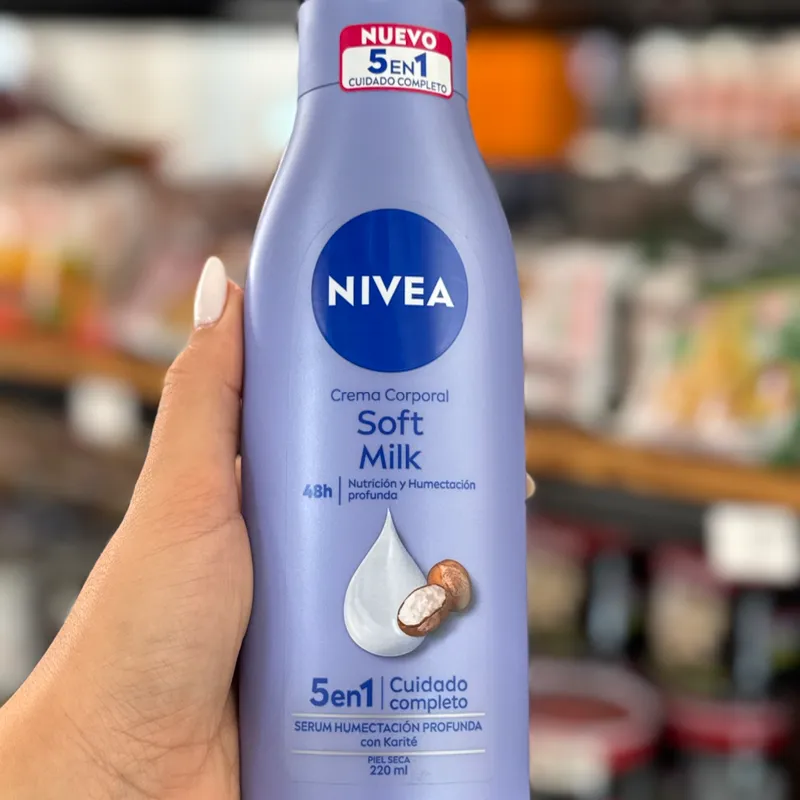 NUEVO
5EN1
CUIDADO COMPLETO
NIVEA
Crema Corporal
Soft
Milk
48h
Nutrición y Humectación
profunda
5en1
Cuidado
completo
SERUM HUMECTACIÓN PROFUNDA
con Karité
PIEL SECA
220 ml